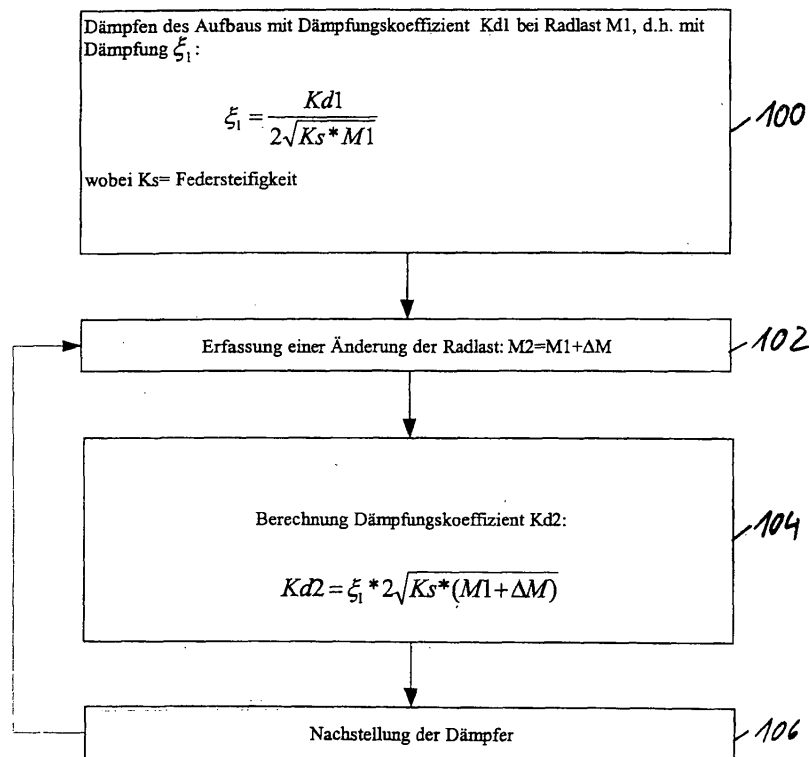 Dämpfen des Aufbaus mit Dämpfungskoeffizient Kd1 bei Radlast M1, d.h. mit
Dämpfung ξ₁:
ξ₁ = Kd1 / (2√(Ks* M1))
wobei Ks= Federsteifigkeit
100
Erfassung einer Änderung der Radlast: M2=M1+ΔM
102
Berechnung Dämpfungskoeffizient Kd2:
104
Kd2 = ξ₁ * 2√(Ks*(M1+ΔM))
Nachstellung der Dämpfer
106